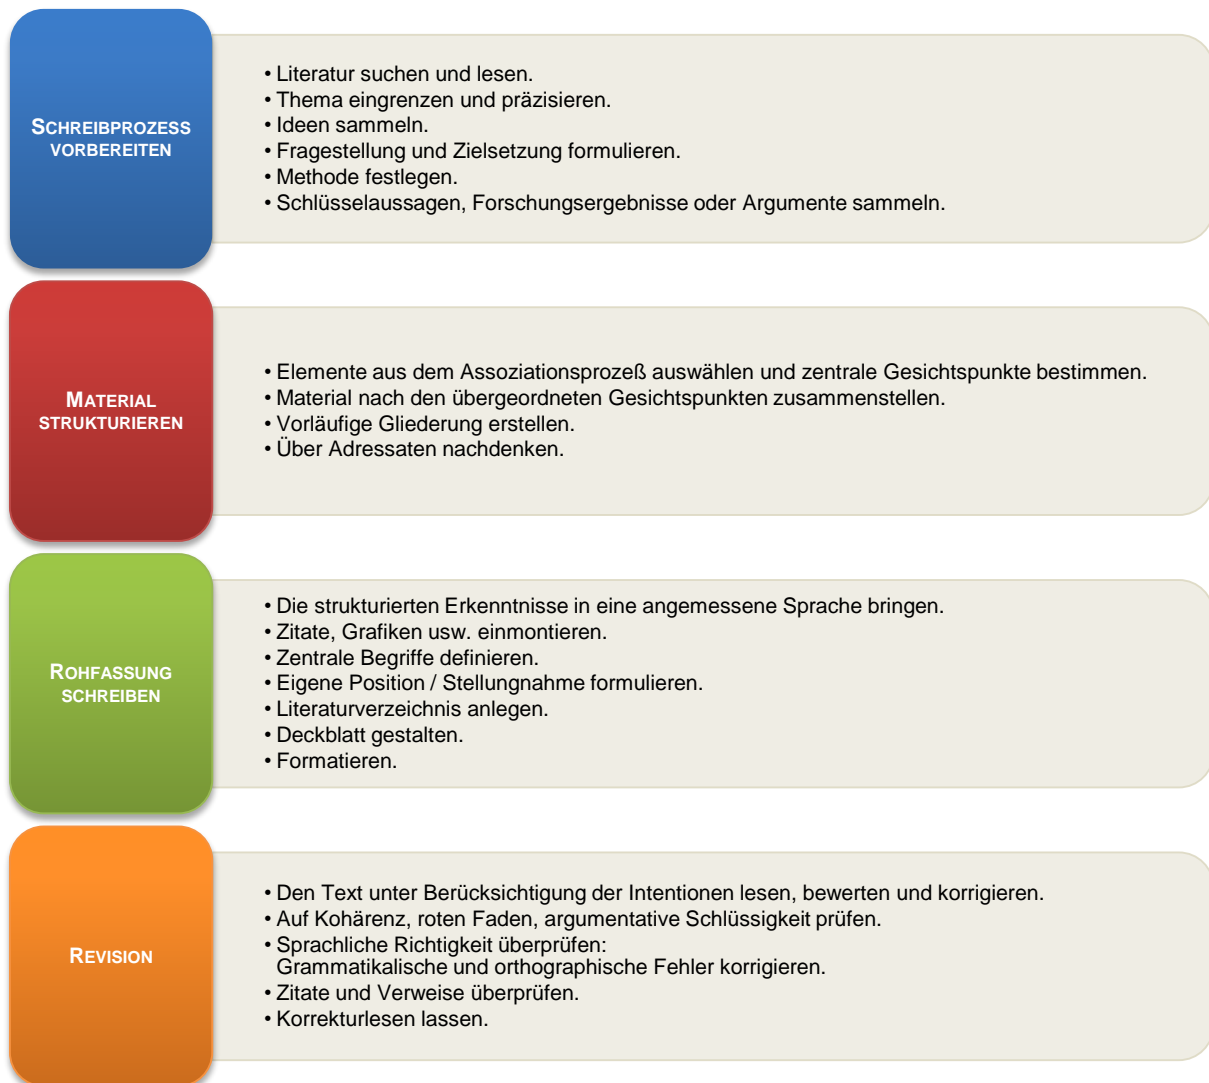 SCHREIBPROZESS
VORBEREITEN
• Literatur suchen und lesen.
• Thema eingrenzen und präzisieren.
• Ideen sammeln.
• Fragestellung und Zielsetzung formulieren.
• Methode festlegen.
• Schlüsselaussagen, Forschungsergebnisse oder Argumente sammeln.
MATERIAL
STRUKTURIEREN
• Elemente aus dem Assoziationsprozeß auswählen und zentrale Gesichtspunkte bestimmen.
• Material nach den übergeordneten Gesichtspunkten zusammenstellen.
• Vorläufige Gliederung erstellen.
• Über Adressaten nachdenken.
ROHFASSUNG
SCHREIBEN
• Die strukturierten Erkenntnisse in eine angemessene Sprache bringen.
• Zitate, Grafiken usw. einmontieren.
• Zentrale Begriffe definieren.
• Eigene Position / Stellungnahme formulieren.
• Literaturverzeichnis anlegen.
• Deckblatt gestalten.
• Formatieren.
REVISION
• Den Text unter Berücksichtigung der Intentionen lesen, bewerten und korrigieren.
• Auf Kohärenz, roten Faden, argumentative Schlüssigkeit prüfen.
• Sprachliche Richtigkeit überprüfen:
Grammatikalische und orthographische Fehler korrigieren.
• Zitate und Verweise überprüfen.
• Korrekturlesen lassen.